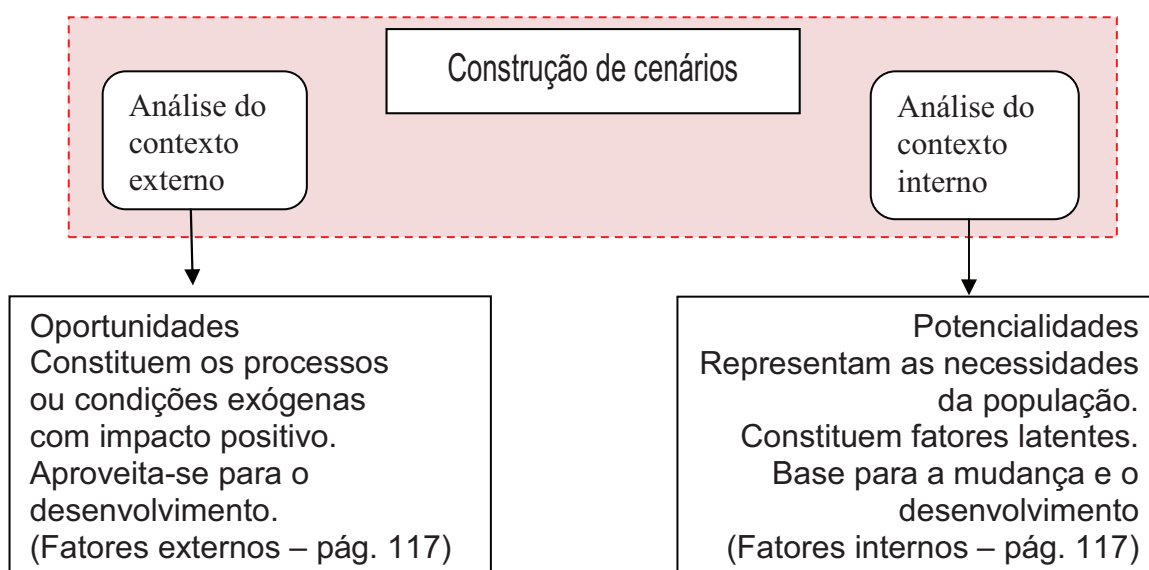 Construção de cenários
Análise do
contexto
externo
Análise do
contexto
interno
Oportunidades
Constituem os processos
ou condições exógenas
com impacto positivo.
Aproveita-se para o
desenvolvimento.
(Fatores externos – pág. 117)
Potencialidades
Representam as necessidades
da população.
Constituem fatores latentes.
Base para a mudança e o
desenvolvimento
(Fatores internos – pág. 117)